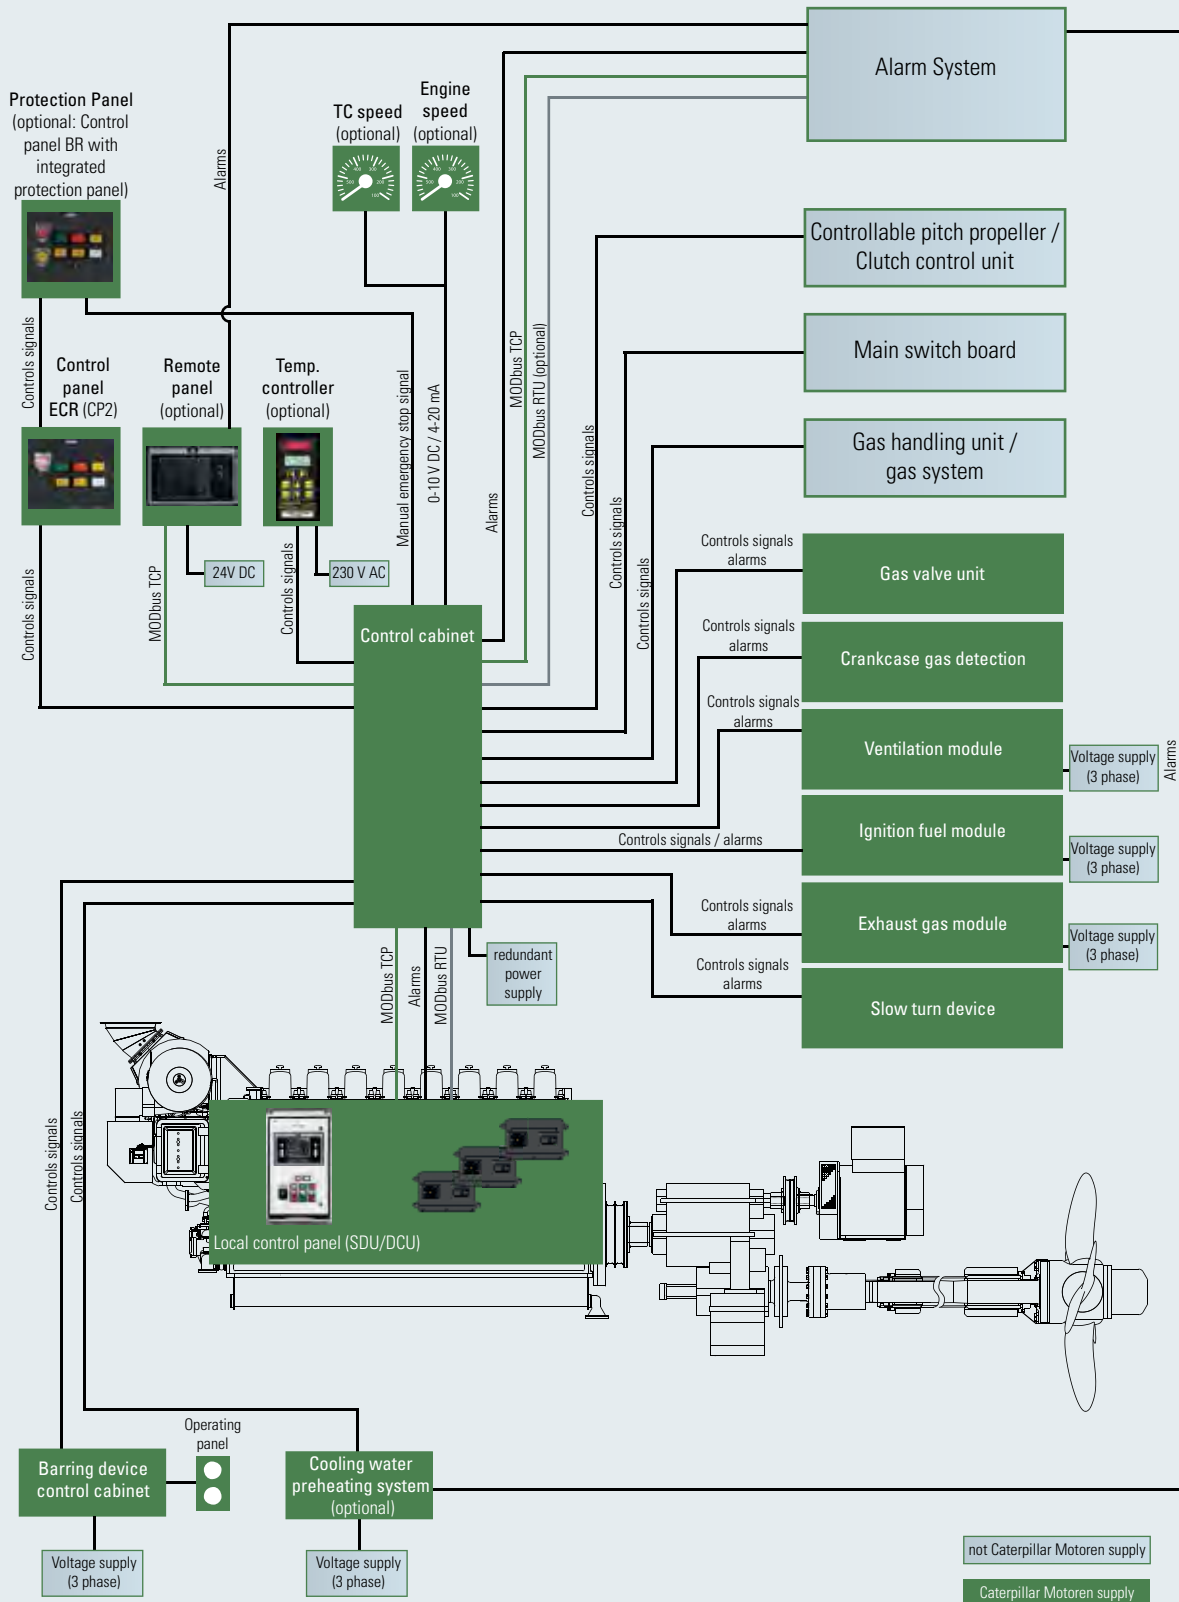 Alarm System
Engine
speed
(optional)
TC speed
(optional)
Protection Panel
(optional: Control
panel BR with
integrated
protection panel)
Alarms
Controllable pitch propeller /
Clutch control unit
Main switch board
Gas handling unit /
gas system
Controls signals
Control
panel
ECR (CP2)
Remote
panel
(optional)
Temp.
controller
(optional)
Manual emergency stop signal
0-10 V DC / 4-20 mA
Alarms
MODbus TCP
MODbus RTU (optional)
Controls signals
Controls signals
Controls signals
24V DC
230 V AC
Controls signals
MODbus TCP
Controls signals
Control cabinet
Controls signals
alarms
Gas valve unit
Controls signals
alarms
Crankcase gas detection
Controls signals
alarms
Ventilation module
Voltage supply
(3 phase)
Alarms
Controls signals / alarms
Ignition fuel module
Voltage supply
(3 phase)
Controls signals
alarms
Exhaust gas module
Voltage supply
(3 phase)
Controls signals
alarms
Slow turn device
MODbus TCP
Alarms
MODbus RTU
redundant
power
supply
Controls signals
Controls signals
Local control panel (SDU/DCU)
Operating
panel
Barring device
control cabinet
Cooling water
preheating system
(optional)
Voltage supply
(3 phase)
Voltage supply
(3 phase)
not Caterpillar Motoren supply
Caterpillar Motoren supply